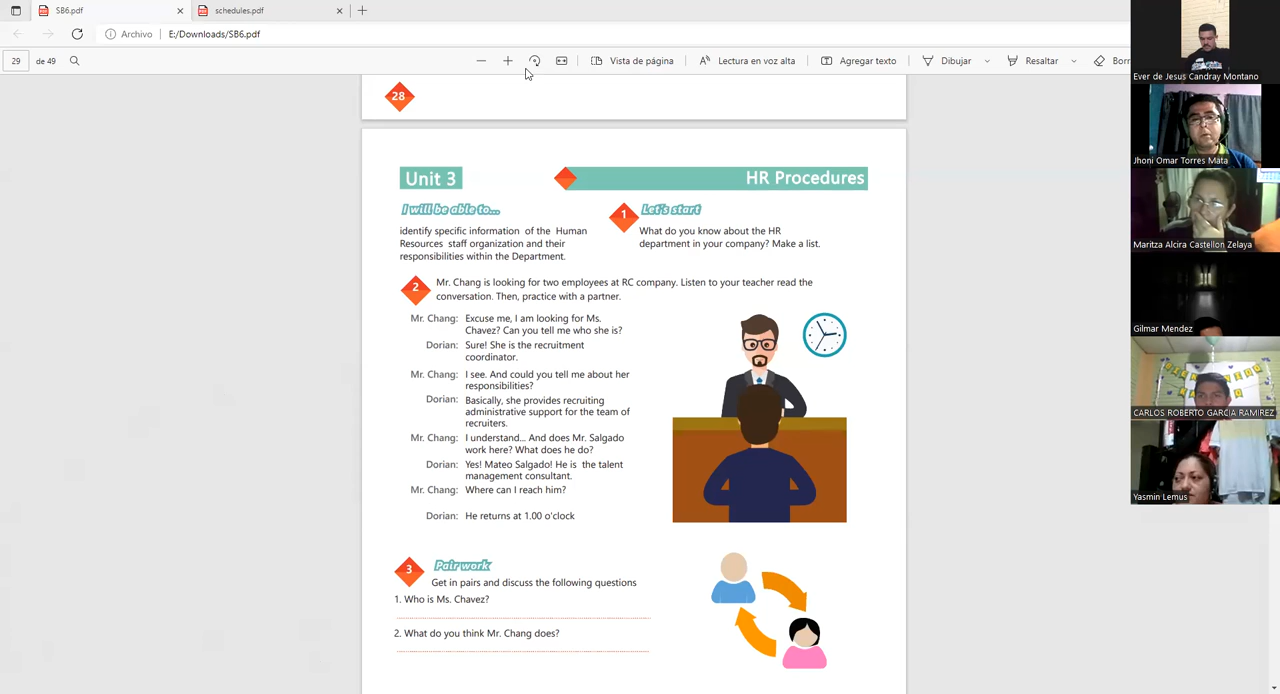 SB6.pdf
schedules.pdf
Archivo
E:/Downloads/SB6.pdf
29 de 49
Vista de página
Lectura en voz alta
Agregar texto
Dibujar
Resaltar
Borr
28
Unit 3
HR Procedures
I will be able to...
identify specific information of the Human
Resources staff organization and their
responsibilities within the Department.
1
Let's start
What do you know about the HR
department in your company? Make a list.
2
Mr. Chang is looking for two employees at RC company. Listen to your teacher read the
conversation. Then, practice with a partner.
Mr. Chang: Excuse me, I am looking for Ms.
Chavez? Can you tell me who she is?
Dorian: Sure! She is the recruitment
coordinator.
Mr. Chang: I see. And could you tell me about her
responsibilities?
Dorian: Basically, she provides recruiting
administrative support for the team of
recruiters.
Mr. Chang: I understand... And does Mr. Salgado
work here? What does he do?
Dorian: Yes! Mateo Salgado! He is the talent
management consultant.
Mr. Chang: Where can I reach him?
Dorian: He returns at 1.00 o'clock
3
Pair work
Get in pairs and discuss the following questions
1. Who is Ms. Chavez?
2. What do you think Mr. Chang does?
Ever de Jesus Candray Montano
Jhoni Omar Torres Mata
Maritza Alcira Castellon Zelaya
Gilmar Mendez
CARLOS ROBERTO GARCIA RAMIREZ
Yasmin Lemus